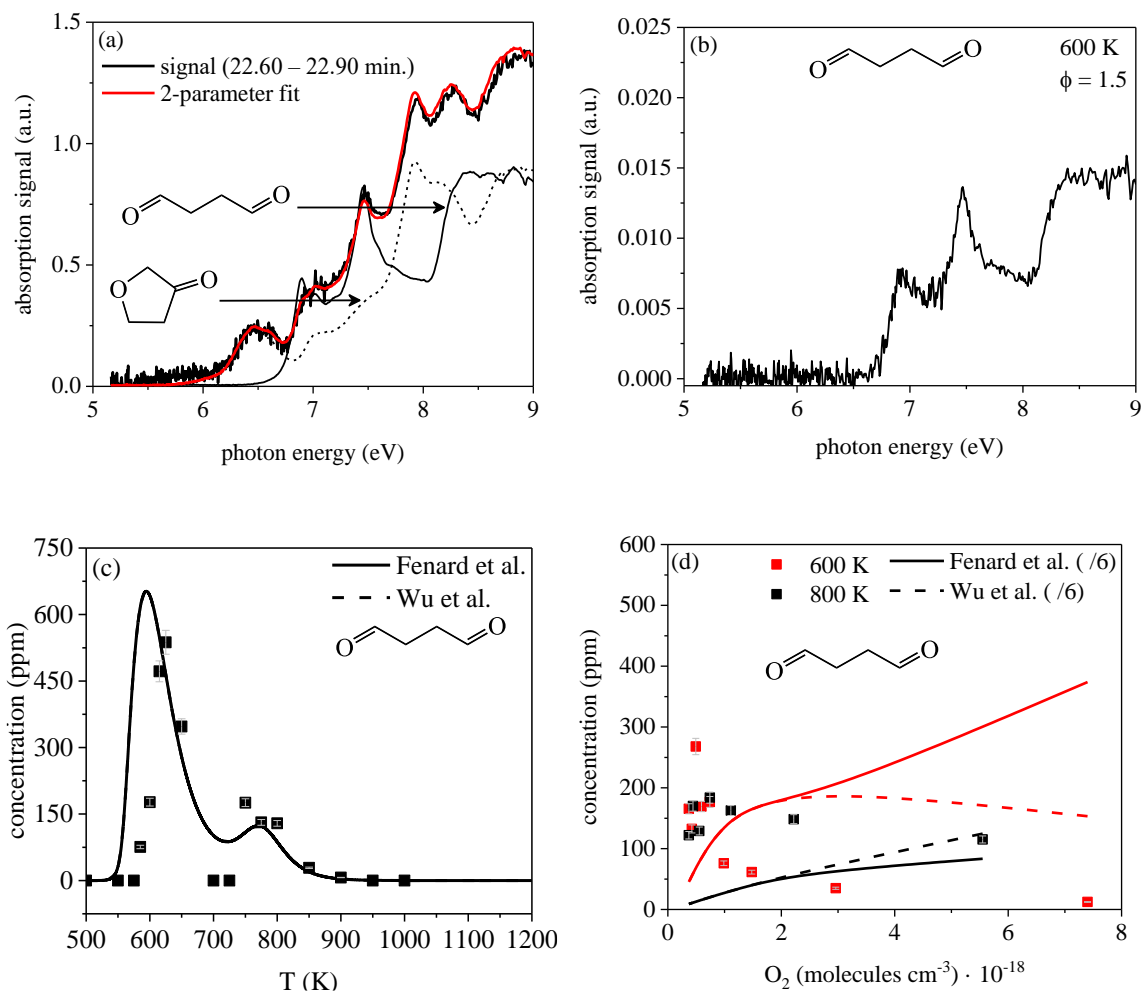 (a)
signal (22.60 – 22.90 min.)
2-parameter fit
O
O
O
O
absorption signal (a.u.)
1.5
1.0
0.5
0.0
5 6 7 8 9
photon energy (eV)
(b)
O
O
600 K
ϕ = 1.5
absorption signal (a.u.)
0.025
0.020
0.015
0.010
0.005
0.000
5 6 7 8 9
photon energy (eV)
(c)
Fenard et al.
Wu et al.
O
O
concentration (ppm)
750
600
450
300
150
0
500 600 700 800 900 1000 1100 1200
T (K)
(d)
600 K
800 K
Fenard et al. ( /6)
Wu et al. ( /6)
O
O
concentration (ppm)
600
500
400
300
200
100
0
0 2 4 6 8
O₂ (molecules cm⁻³) · 10⁻¹⁸